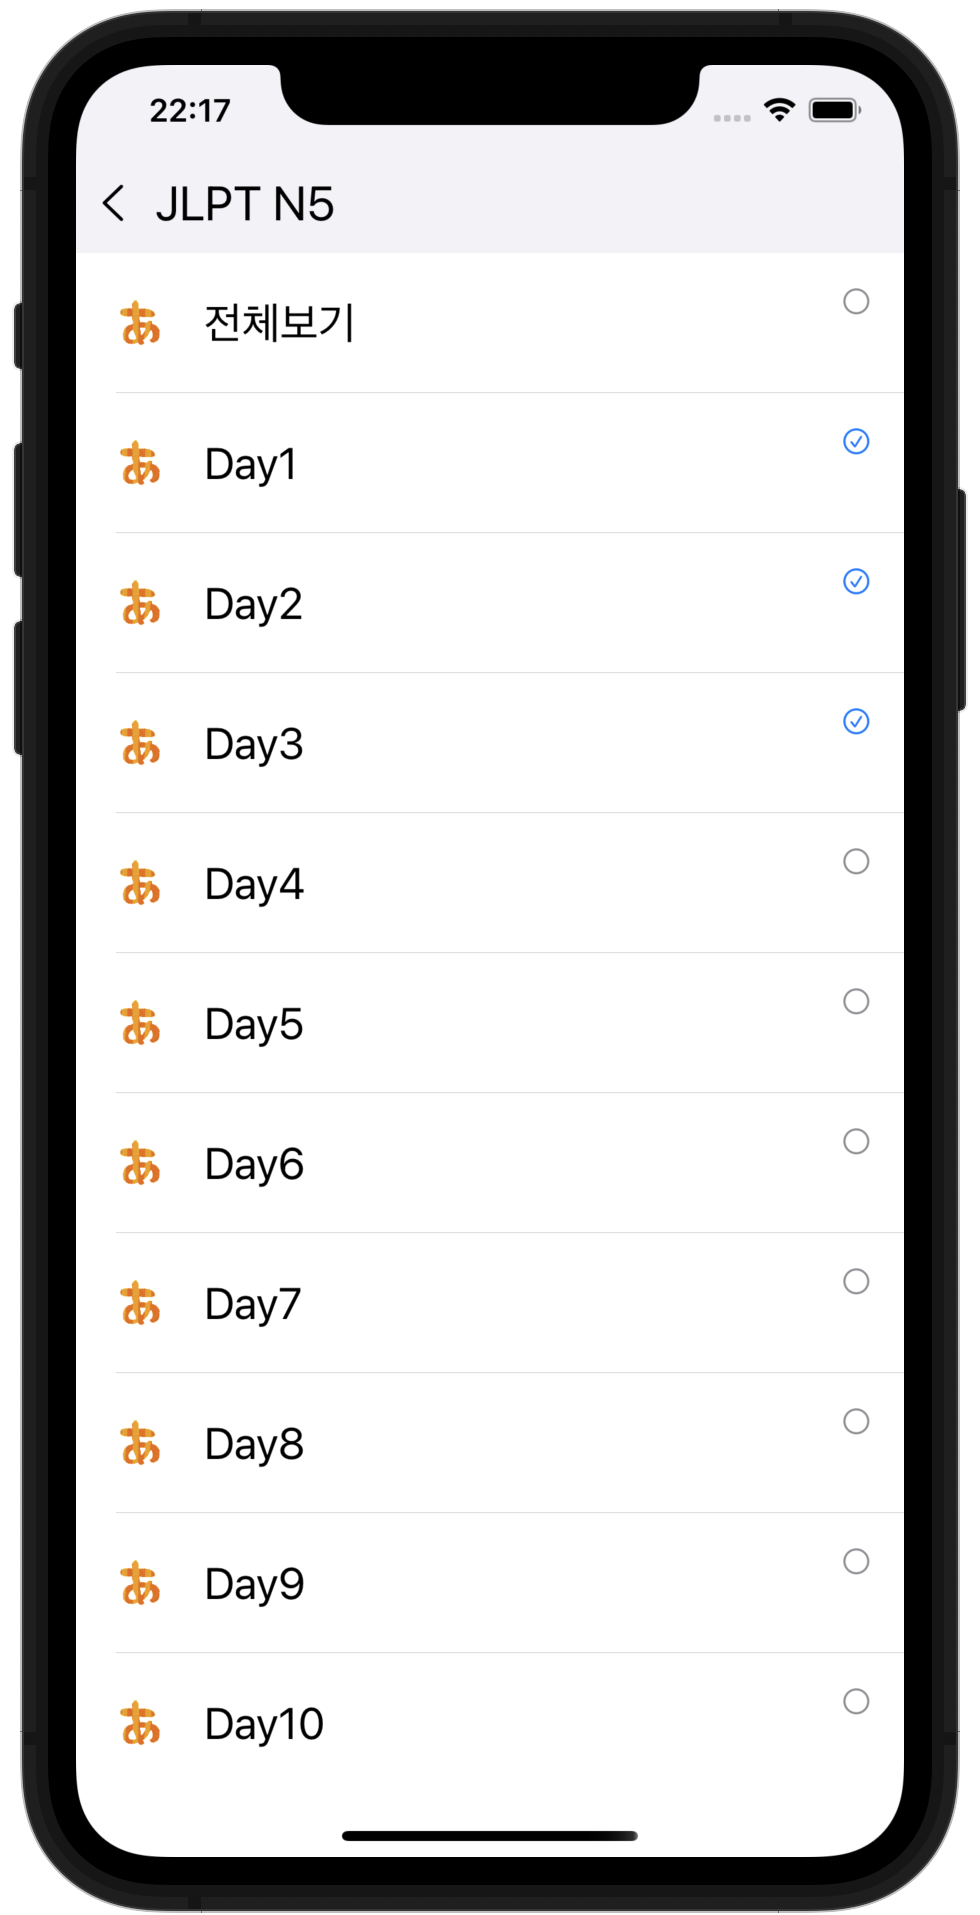 22:17
JLPT N5
あ 전체보기
あ Day1
あ Day2
あ Day3
あ Day4
あ Day5
あ Day6
あ Day7
あ Day8
あ Day9
あ Day10